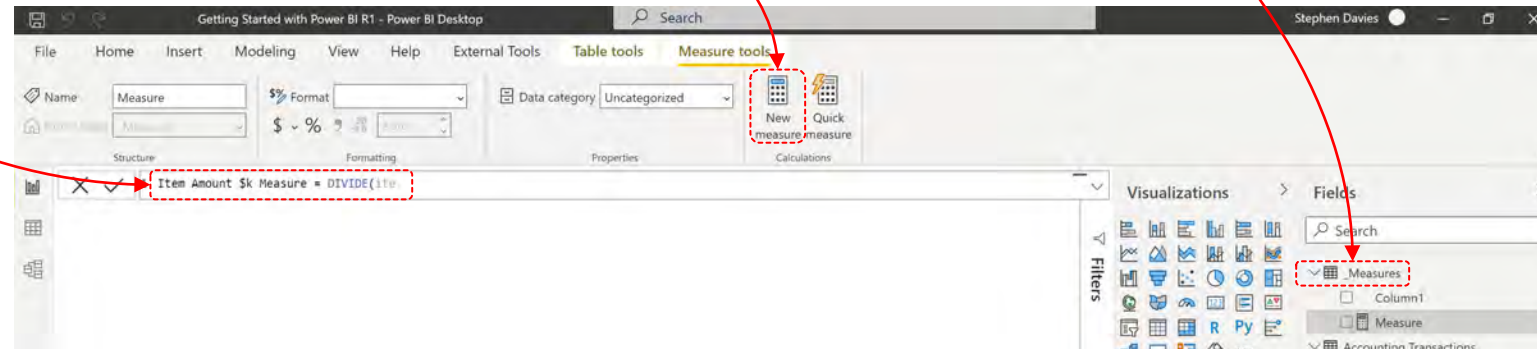 Getting Started with Power BI R1 - Power BI Desktop
Search
Stephen Davies
File Home Insert Modeling View Help External Tools Table tools Measure tools
Name Measure
$% Format
Data category Uncategorized
New measure
Quick measure
$ %
Structure Formatting Properties Calculations
Item Amount $k Measure = DIVIDE(ite
Visualizations
Fields
Search
Filters
_Measures
Column1
R Py
Measure
Accounting Transactions